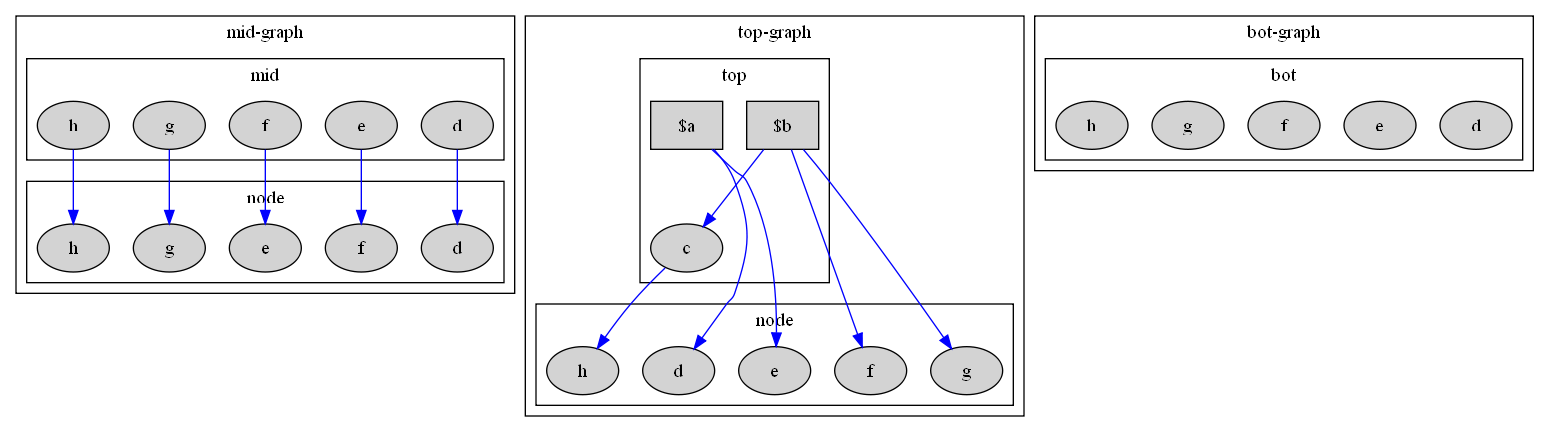 mid-graph
mid
h g f e d
node
h g e f d
top-graph
top
$a $b
c
node
h d e f g
bot-graph
bot
h g f e d